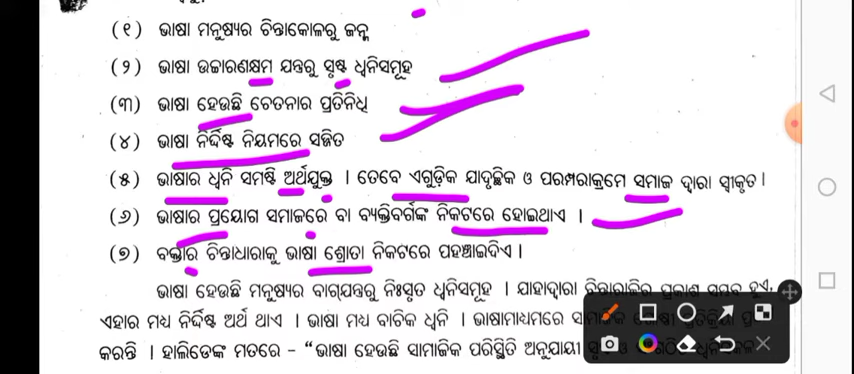 (୧) ଭାଷା ମନୁଷ୍ୟର ଚିନ୍ତାକୋଳରୁ ଜନ୍ମ
(୨) ଭାଷା ଉଚ୍ଚାରଣକ୍ଷମ ଯନ୍ତ୍ରରୁ ସୃଷ୍ଟ ଧ୍ୱନିସମୂହ
(୩) ଭାଷା ହେଉଛି ଚେତନାର ପ୍ରତିନିଧି
(୪) ଭାଷା ନିର୍ଦ୍ଦିଷ୍ଟ ନିୟମରେ ସଜ୍ଜିତ
(୫) ଭାଷାର ଧ୍ୱନି ସମଷ୍ଟି ଅର୍ଥଯୁକ୍ତ । ତେବେ ଏଗୁଡ଼ିକ ଯାଦୃଚ୍ଛିକ ଓ ପରମ୍ପରାକ୍ରମେ ସମାଜ ଦ୍ୱାରା ସ୍ୱୀକୃତ ।
(୬) ଭାଷାର ପ୍ରୟୋଗ ସମାଜରେ ବା ବ୍ୟକ୍ତିବର୍ଗଙ୍କ ନିକଟରେ ହୋଇଥାଏ ।
(୭) ବକ୍ତାର ଚିନ୍ତାଧାରାକୁ ଭାଷା ଶ୍ରୋତା ନିକଟରେ ପହଞ୍ଚାଇଦିଏ ।
ଭାଷା ହେଉଛି ମନୁଷ୍ୟର ବାଗ୍‌ଯନ୍ତ୍ରରୁ ନିଃସୃତ ଧ୍ୱନିସମୂହ । ଯାହାଦ୍ୱାରା ଚିନ୍ତାରାଜିର ପ୍ରକାଶ ସମ୍ଭବ ହୁଏ,
ଏହାର ମଧ୍ୟ ନିର୍ଦ୍ଦିଷ୍ଟ ଅର୍ଥ ଥାଏ । ଭାଷା ମଧ୍ୟ ବାଚିକ ଧ୍ୱନି । ଭାଷାମାଧ୍ୟମରେ
କରନ୍ତି । ହାଲିଡେଙ୍କ ମତରେ - “ଭାଷା ହେଉଛି ସାମାଜିକ ପରିସ୍ଥିତି ଅନୁଯାୟୀ